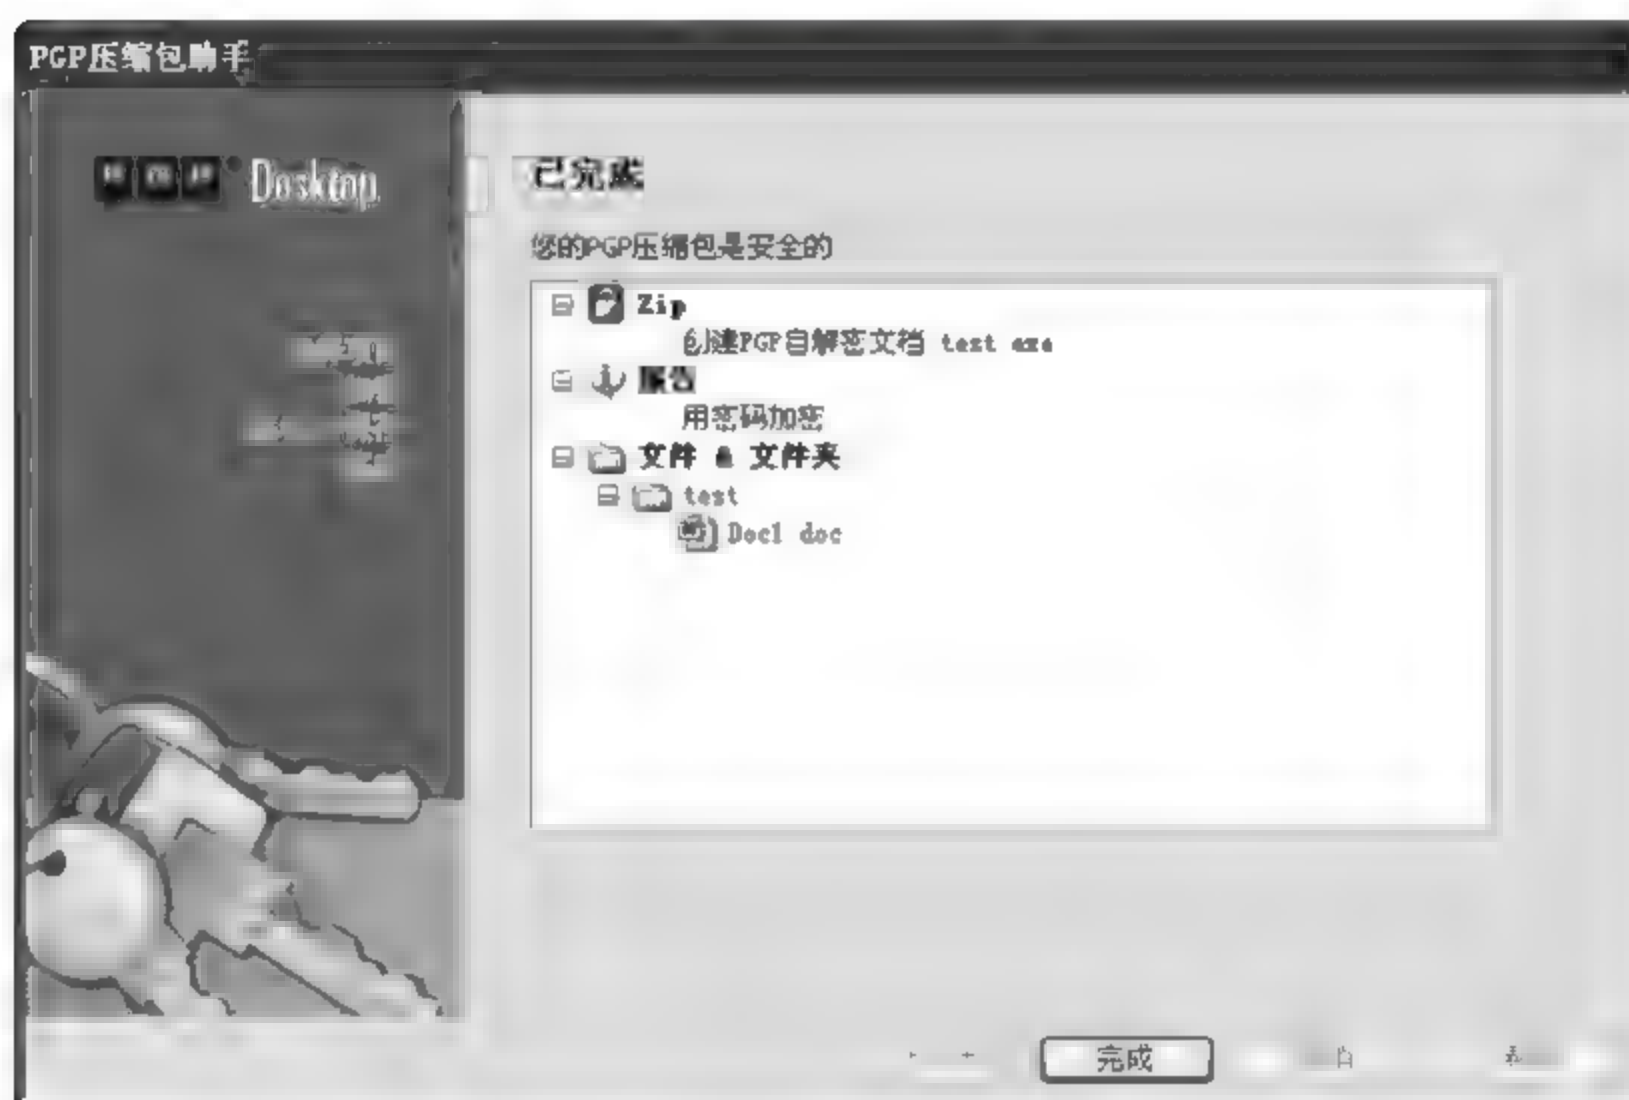 PGP压缩包助手
Desktop
已完成
您的PGP压缩包是安全的
Zip
创建PGP自解密文档 test exe
用密码加密
文件 & 文件夹
test
Doc1 doc
完成